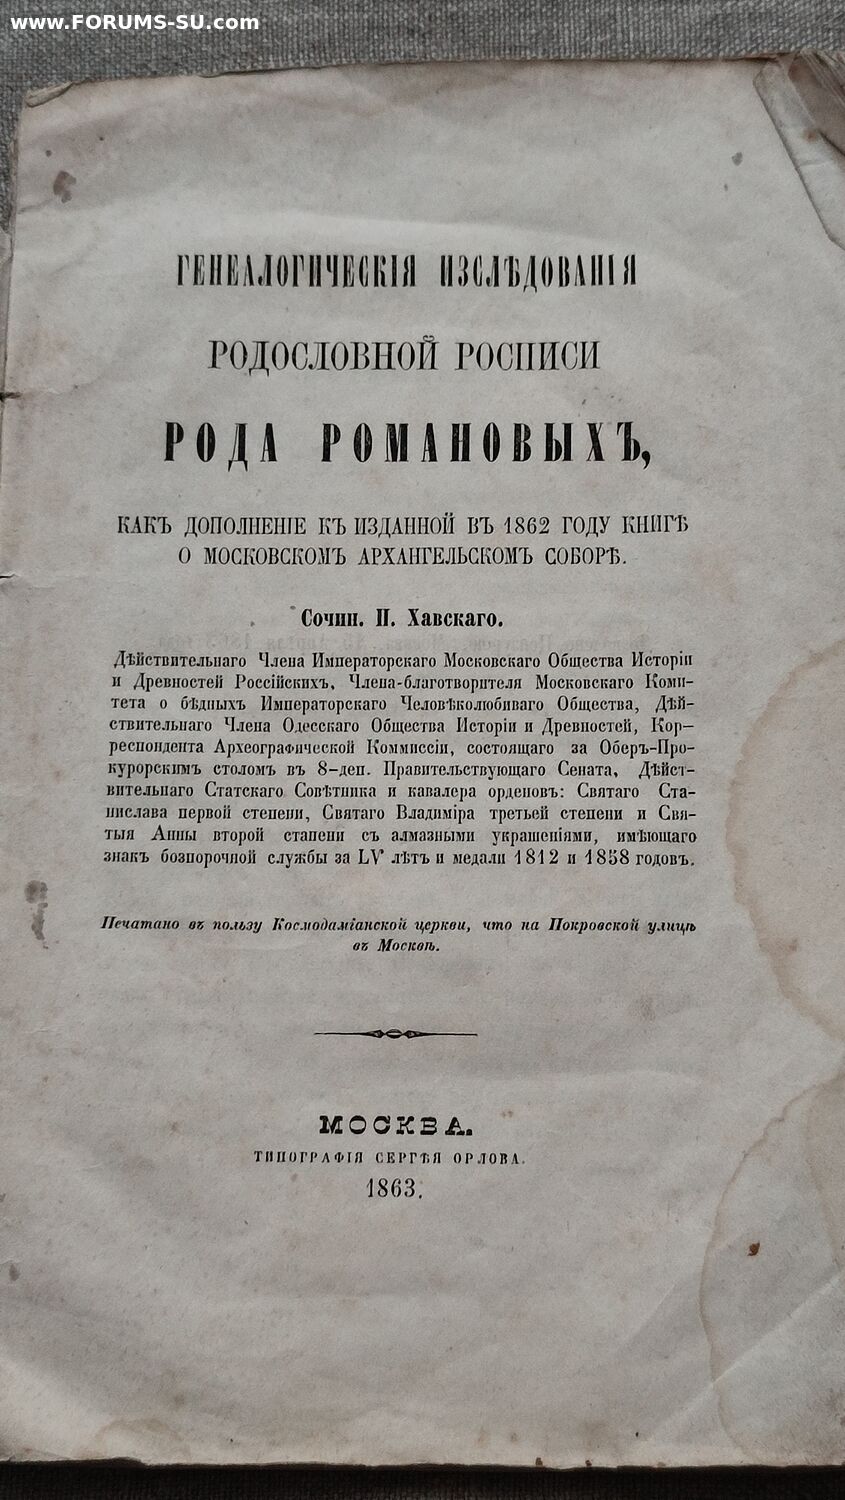 www.FORUMS-SU.com
ГЕНЕАЛОГИЧЕСКІЯ ИЗСЛѢДОВАНІЯ
РОДОСЛОВНОЙ РОСПИСИ
РОДА РОМАНОВЫХЪ,
КАКЪ ДОПОЛНЕНІЕ КЪ ИЗДАННОЙ ВЪ 1862 ГОДУ КНИГѢ
О МОСКОВСКОМЪ АРХАНГЕЛЬСКОМЪ СОБОРѢ.
Сочин. П. Хавскаго.
Дѣйствительнаго Члена Императорскаго Московскаго Общества Исторіи
и Древностей Россійскихъ, Члена-благотворителя Московскаго Коми-
тета о бѣдныхъ Императорскаго Человѣколюбиваго Общества, Дѣй-
ствительнаго Члена Одесскаго Общества Исторіи и Древностей, Кор-
респондента Археографической Коммиссіи, состоящаго за Оберъ-Про-
курорскимъ столомъ въ 8-деп. Правительствующаго Сената, Дѣйст-
вительнаго Статскаго Совѣтника и кавалера орденовъ: Святаго Ста-
нислава первой степени, Святаго Владиміра третьей степени и Свя-
тыя Анны второй стапени съ алмазными украшеніями, имѣющаго
знакъ безпорочной службы за LV лѣтъ и медали 1812 и 1858 годовъ.
Печатано въ пользу Космодаміанской церкви, что на Покровской улицѣ
въ Москвѣ.
МОСКВА.
ТИПОГРАФІЯ СЕРГѢЯ ОРЛОВА.
1863.